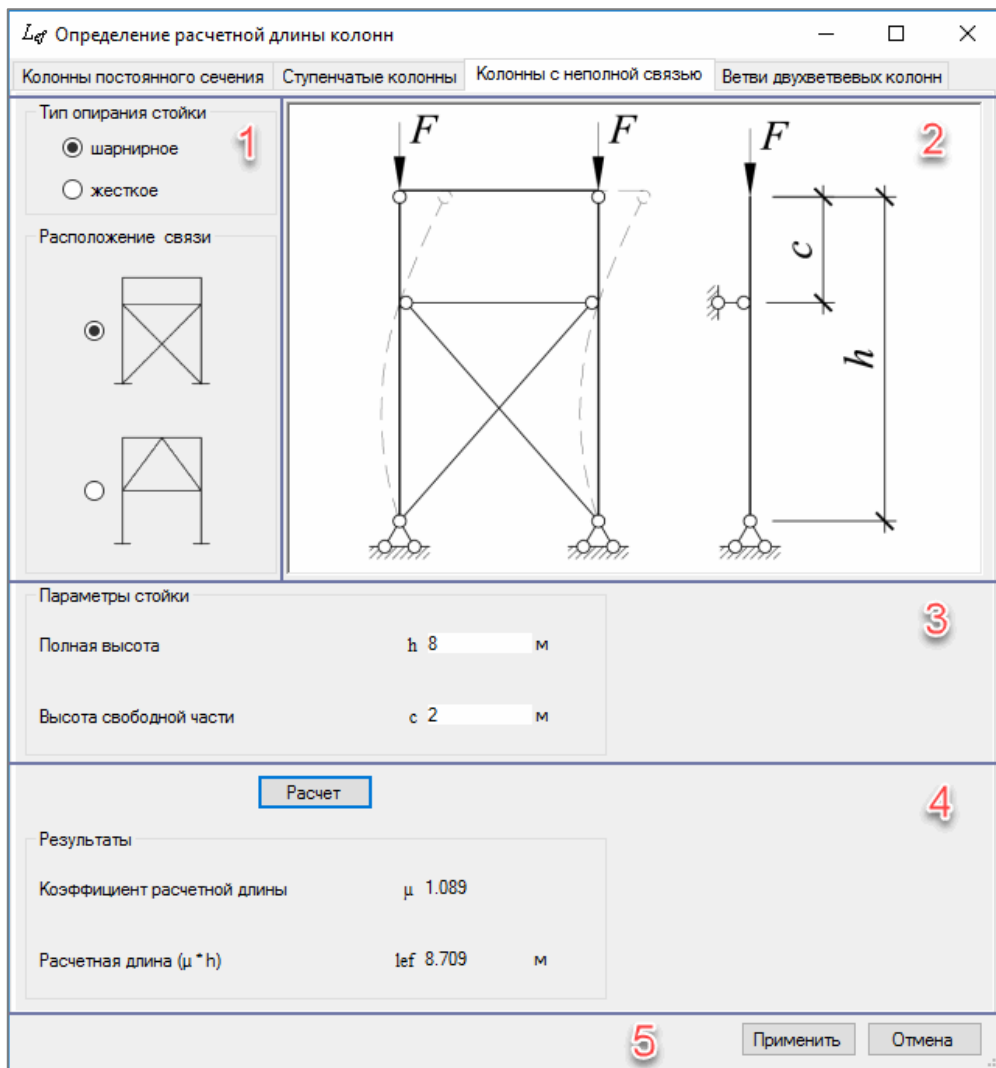 Lef Определение расчетной длины колонн
Колонны постоянного сечения Ступенчатые колонны Колонны с неполной связью Ветви двухветвевых колонн
Тип опирания стойки
1
шарнирное
жесткое
Расположение связи
F F F
2
c
h
Параметры стойки
3
Полная высота h 8 м
Высота свободной части c 2 м
Расчет
4
Результаты
Коэффициент расчетной длины μ 1.089
Расчетная длина (μ * h) lef 8.709 м
5
Применить Отмена